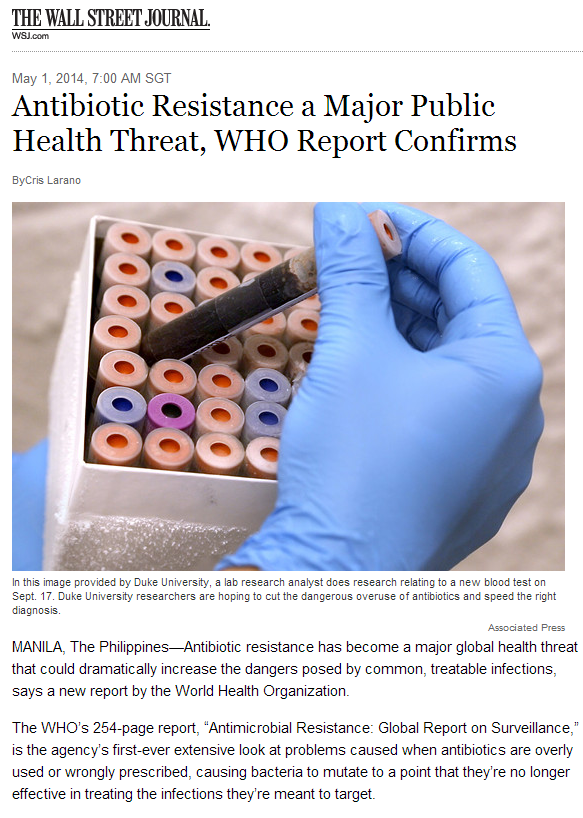 THE WALL STREET JOURNAL.
WSJ.com
May 1, 2014, 7:00 AM SGT
Antibiotic Resistance a Major Public
Health Threat, WHO Report Confirms
ByCris Larano
In this image provided by Duke University, a lab research analyst does research relating to a new blood test on
Sept. 17. Duke University researchers are hoping to cut the dangerous overuse of antibiotics and speed the right
diagnosis.
Associated Press
MANILA, The Philippines—Antibiotic resistance has become a major global health threat
that could dramatically increase the dangers posed by common, treatable infections,
says a new report by the World Health Organization.
The WHO’s 254-page report, “Antimicrobial Resistance: Global Report on Surveillance,”
is the agency’s first-ever extensive look at problems caused when antibiotics are overly
used or wrongly prescribed, causing bacteria to mutate to a point that they’re no longer
effective in treating the infections they’re meant to target.